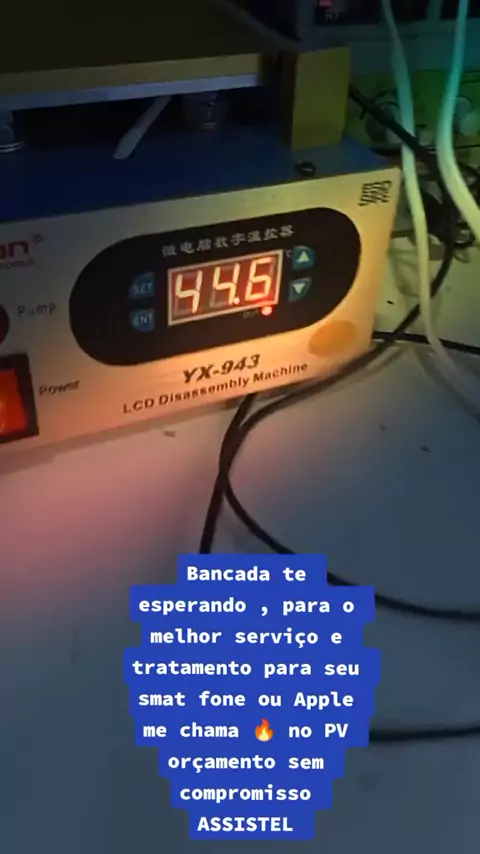 微电脑数字温控器
SET
44.6
°C
ENT
OUT
Pump
Power
YX-943
LCD Disassembly Machine
Bancada te
esperando , para o
melhor serviço e
tratamento para seu
smat fone ou Apple
me chama 🔥 no PV
orçamento sem
compromisso
ASSISTEL